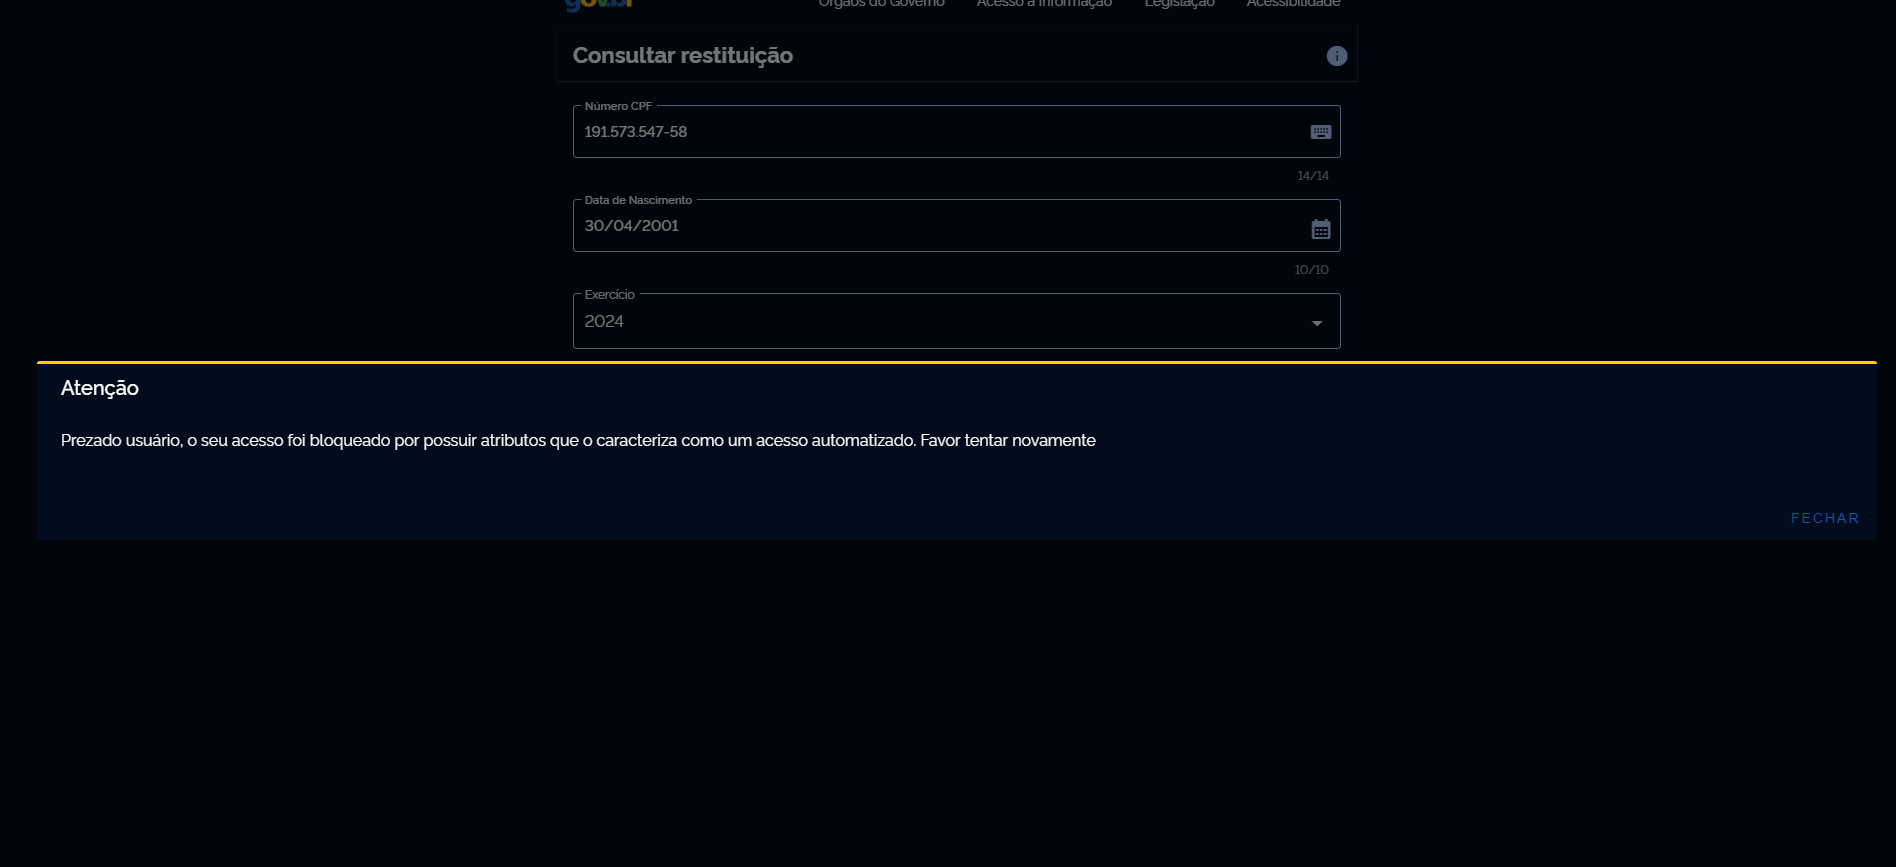 gov.br Órgãos do Governo Acesso à Informação Legislação Acessibilidade
Consultar restituição
Número CPF
191.573.547-58
14/14
Data de Nascimento
30/04/2001
10/10
Exercício
2024
Atenção
Prezado usuário, o seu acesso foi bloqueado por possuir atributos que o caracteriza como um acesso automatizado. Favor tentar novamente
FECHAR